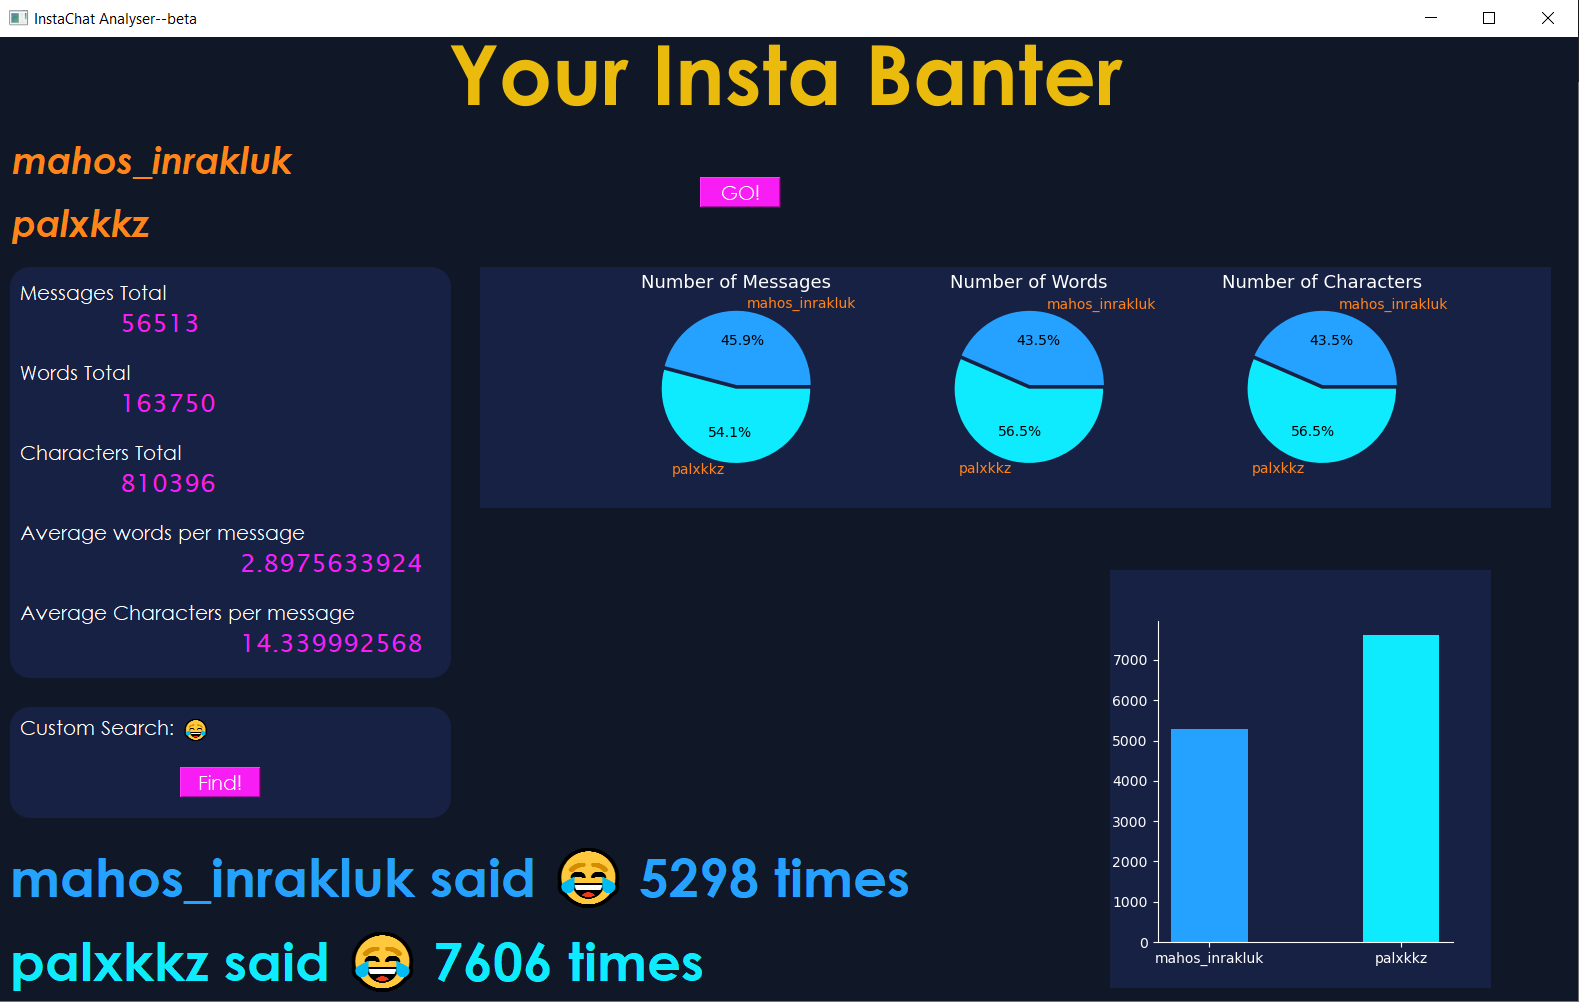 InstaChat Analyser--beta
Your Insta Banter
mahos_inrakluk
GO!
palxkkz
Messages Total
56513
Words Total
163750
Characters Total
810396
Average words per message
2.8975633924
Average Characters per message
14.339992568
Number of Messages
mahos_inrakluk
45.9%
54.1%
palxkkz
Number of Words
mahos_inrakluk
43.5%
56.5%
palxkkz
Number of Characters
mahos_inrakluk
43.5%
56.5%
palxkkz
Custom Search: 😂
Find!
mahos_inrakluk said 😂 5298 times
palxkkz said 😂 7606 times
7000
6000
5000
4000
3000
2000
1000
0
mahos_inrakluk palxkkz